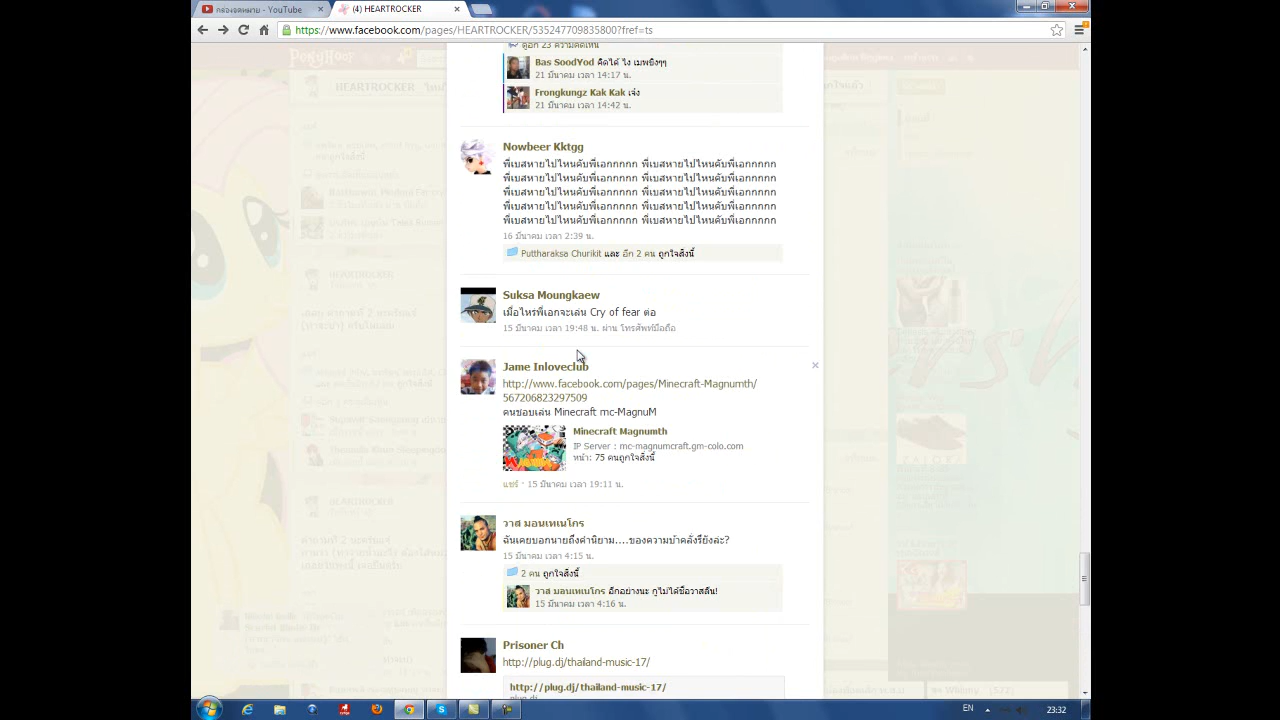 กล่องจดหมาย - YouTube
(4) HEARTROCKER
https://www.facebook.com/pages/HEARTROCKER/535247709835800?fref=ts
ดูอีก 23 ความคิดเห็น
Bas SoodYod คิดได้ ไง เมพขิงๆๆ
21 มีนาคม เวลา 14:17 น.
Frongkungz Kak Kak เจ๋ง
21 มีนาคม เวลา 14:42 น.
Nowbeer Kktgg
พี่เบสหายไปไหนคับพี่เอกกกกก พี่เบสหายไปไหนคับพี่เอกกกกก
พี่เบสหายไปไหนคับพี่เอกกกกก พี่เบสหายไปไหนคับพี่เอกกกกก
พี่เบสหายไปไหนคับพี่เอกกกกก พี่เบสหายไปไหนคับพี่เอกกกกก
พี่เบสหายไปไหนคับพี่เอกกกกก พี่เบสหายไปไหนคับพี่เอกกกกก
พี่เบสหายไปไหนคับพี่เอกกกกก พี่เบสหายไปไหนคับพี่เอกกกกก
16 มีนาคม เวลา 2:39 น.
Puttharaksa Churikit และ อีก 2 คน ถูกใจสิ่งนี้
Suksa Moungkaew
เมื่อไหร่พี่เอกจะเล่น Cry of fear ต่อ
15 มีนาคม เวลา 19:48 น. ผ่าน โทรศัพท์มือถือ
Jame Inloveclub
http://www.facebook.com/pages/Minecraft-Magnumth/
567206823297509
คนชอบเล่น Minecraft mc-MagnuM
Minecraft Magnumth
IP Server : mc-magnumcraft.gm-colo.com
หน้า: 75 คนถูกใจสิ่งนี้
แชร์ · 15 มีนาคม เวลา 19:11 น.
วาส มอนเทเนโกร
ฉันเคยบอกนายถึงคำนิยาม....ของความบ้าคลั่งรึยังล่ะ?
15 มีนาคม เวลา 4:15 น.
2 คน ถูกใจสิ่งนี้
วาส มอนเทเนโกร อีกอย่างนะ กูไม่ได้ชื่อวาสลีน!
15 มีนาคม เวลา 4:16 น.
Prisoner Ch
http://plug.dj/thailand-music-17/
http://plug.dj/thailand-music-17/
plug.dj
HEARTROCKER
HEARTROCKER
HEARTROCKER
EN
23:32